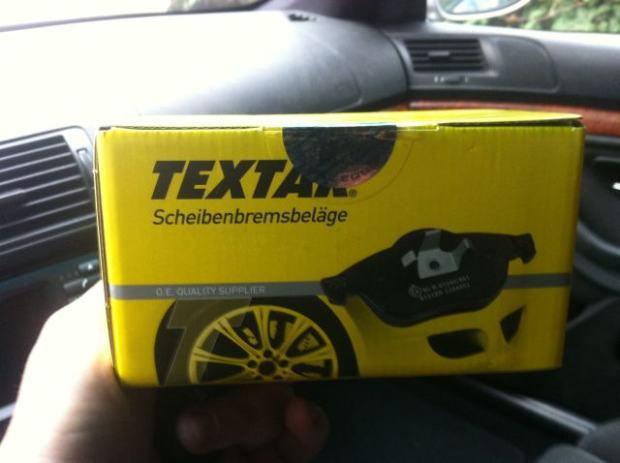 TEXTAR®
Scheibenbremsbeläge
O.E. QUALITY SUPPLIER